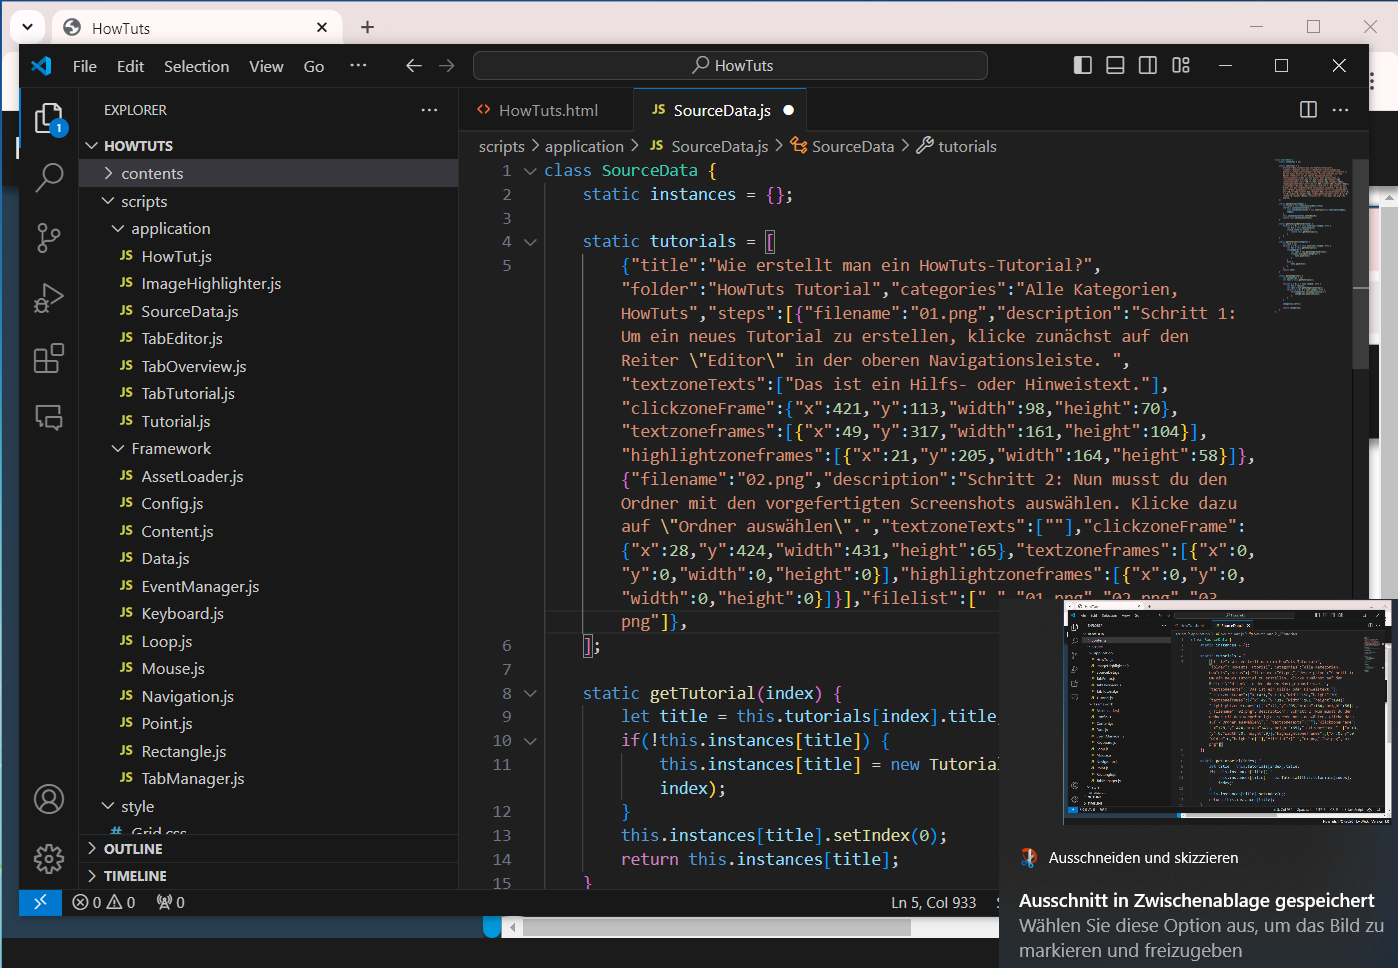 HowTuts
File Edit Selection View Go ···
HowTuts
EXPLORER
HOWTUTS
contents
scripts
application
JS HowTut.js
JS ImageHighlighter.js
JS SourceData.js
JS TabEditor.js
JS TabOverview.js
JS TabTutorial.js
JS Tutorial.js
Framework
JS AssetLoader.js
JS Config.js
JS Content.js
JS Data.js
JS EventManager.js
JS Keyboard.js
JS Loop.js
JS Mouse.js
JS Navigation.js
JS Point.js
JS Rectangle.js
JS TabManager.js
style
# Grid.css
OUTLINE
TIMELINE
1
HowTuts.html
JS SourceData.js
scripts > application > JS SourceData.js > SourceData > tutorials
1 class SourceData {
2 static instances = {};
3
4 static tutorials = [
5 {"title":"Wie erstellt man ein HowTuts-Tutorial?",
"folder":"HowTuts Tutorial","categories":"Alle Kategorien,
HowTuts","steps":[{"filename":"01.png","description":"Schritt 1:
Um ein neues Tutorial zu erstellen, klicke zunächst auf den
Reiter \"Editor\" in der oberen Navigationsleiste. ",
"textzoneTexts":["Das ist ein Hilfs- oder Hinweistext."],
"clickzoneFrame":{"x":421,"y":113,"width":98,"height":70},
"textzoneframes":[{"x":49,"y":317,"width":161,"height":104}],
"highlightzoneframes":[{"x":21,"y":205,"width":164,"height":58}]},
{"filename":"02.png","description":"Schritt 2: Nun musst du den
Ordner mit den vorgefertigten Screenshots auswählen. Klicke dazu
auf \"Ordner auswählen\".","textzoneTexts":[""],"clickzoneFrame":
{"x":28,"y":424,"width":431,"height":65},"textzoneframes":[{"x":0,
"y":0,"width":0,"height":0}],"highlightzoneframes":[{"x":0,"y":0,
"width":0,"height":0}]}],"filelist":[" ","01.png","02.png","03.
png"]},
6 ];
7
8 static getTutorial(index) {
9 let title = this.tutorials[index].title
10 if(!this.instances[title]) {
11 this.instances[title] = new Tutorial
index);
12 }
13 this.instances[title].setIndex(0);
14 return this.instances[title];
15 }
0 0 0
Ln 5, Col 933
Ausschneiden und skizzieren
Ausschnitt in Zwischenablage gespeichert
Wählen Sie diese Option aus, um das Bild zu
markieren und freizugeben